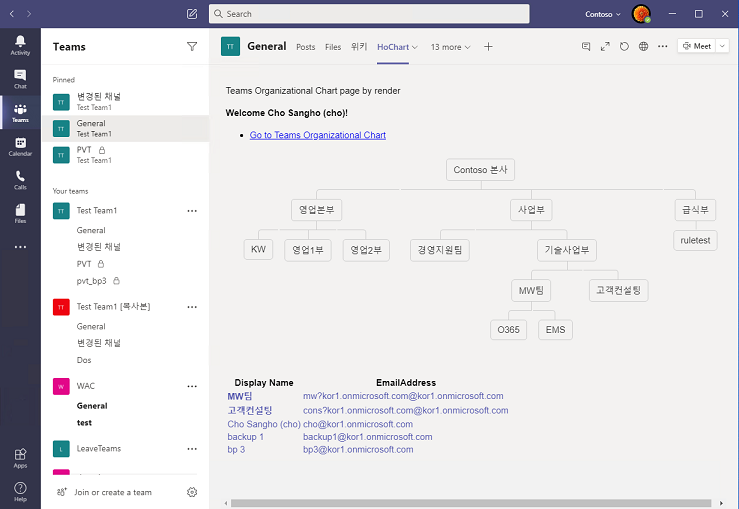 Search
Contoso
Activity
Chat
Teams
Calendar
Calls
Files
Apps
Help
Teams
Pinned
TT
변경된 채널
Test Team1
TT
General
Test Team1
TT
PVT
Test Team1
Your teams
TT
Test Team1
General
변경된 채널
PVT
pvt_bp3
TT
Test Team1 [복사본]
General
변경된 채널
Dos
W
WAC
General
test
L
LeaveTeams
Join or create a team
TT
General Posts Files 위키 HoChart 13 more
Meet
Teams Organizational Chart page by render
Welcome Cho Sangho (cho)!
Go to Teams Organizational Chart
Contoso 본사
영업본부 사업부 급식부
KW 영업1부 영업2부 경영지원팀 기술사업부 ruletest
MW팀 고객컨설팅
O365 EMS
Display Name EmailAddress
MW팀 mw?kor1.onmicrosoft.com@kor1.onmicrosoft.com
고객컨설팅 cons?kor1.onmicrosoft.com@kor1.onmicrosoft.com
Cho Sangho (cho) cho@kor1.onmicrosoft.com
backup 1 backup1@kor1.onmicrosoft.com
bp 3 bp3@kor1.onmicrosoft.com